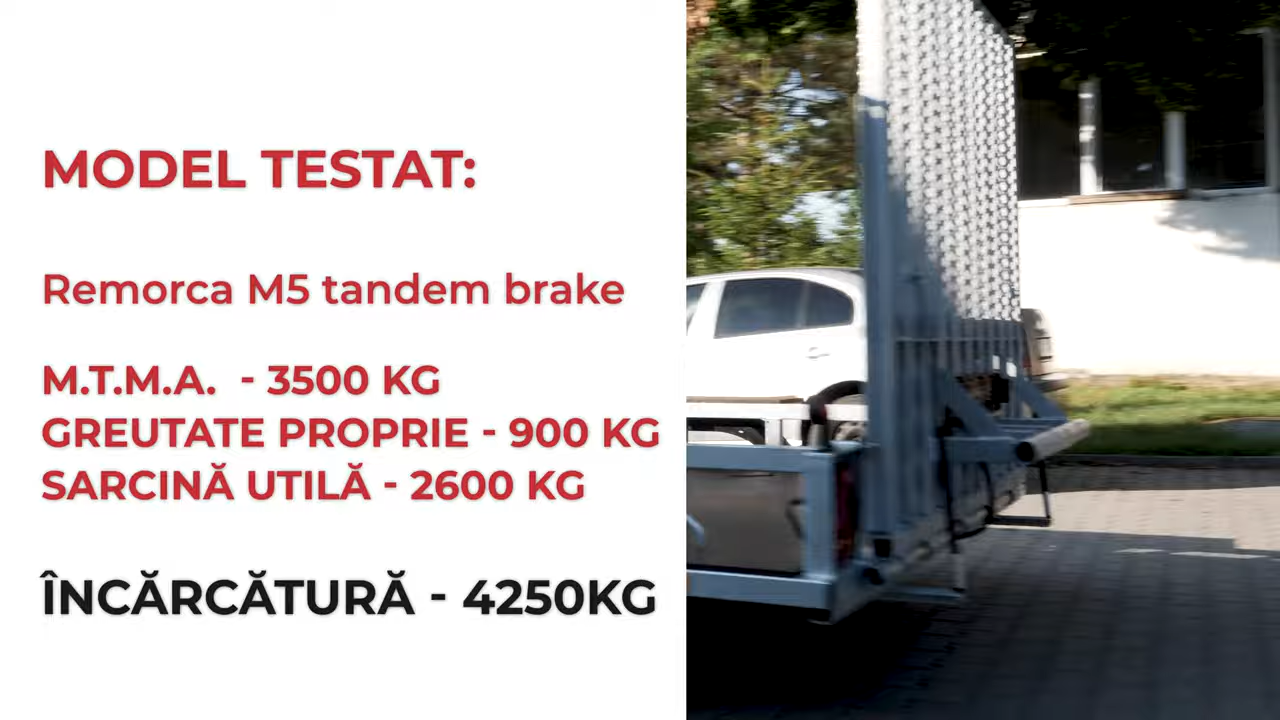 MODEL TESTAT:
Remorca M5 tandem brake
M.T.M.A. - 3500 KG
GREUTATE PROPRIE - 900 KG
SARCINĂ UTILĂ - 2600 KG
ÎNCĂRCĂTURĂ - 4250KG